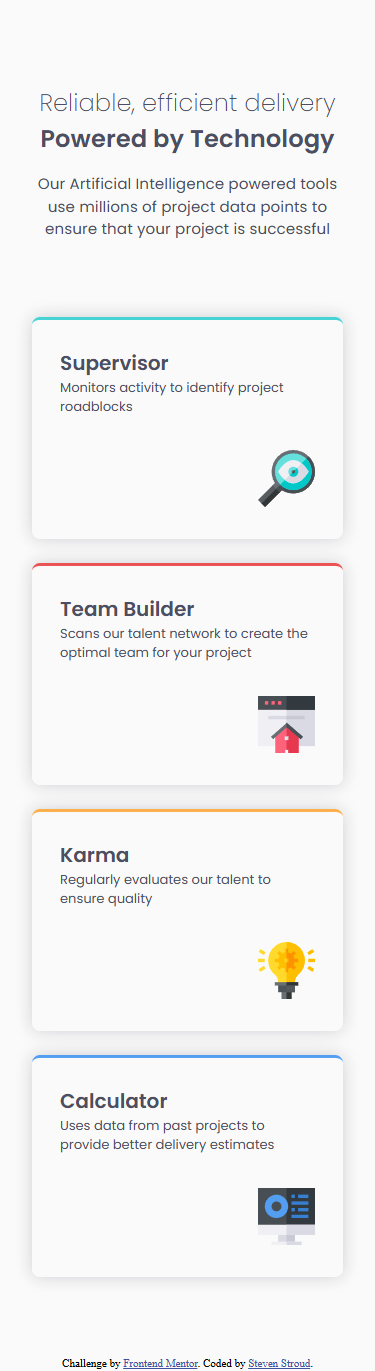 Reliable, efficient delivery
Powered by Technology
Our Artificial Intelligence powered tools
use millions of project data points to
ensure that your project is successful
Supervisor
Monitors activity to identify project
roadblocks
Team Builder
Scans our talent network to create the
optimal team for your project
Karma
Regularly evaluates our talent to
ensure quality
Calculator
Uses data from past projects to
provide better delivery estimates
Challenge by Frontend Mentor. Coded by Steven Stroud.